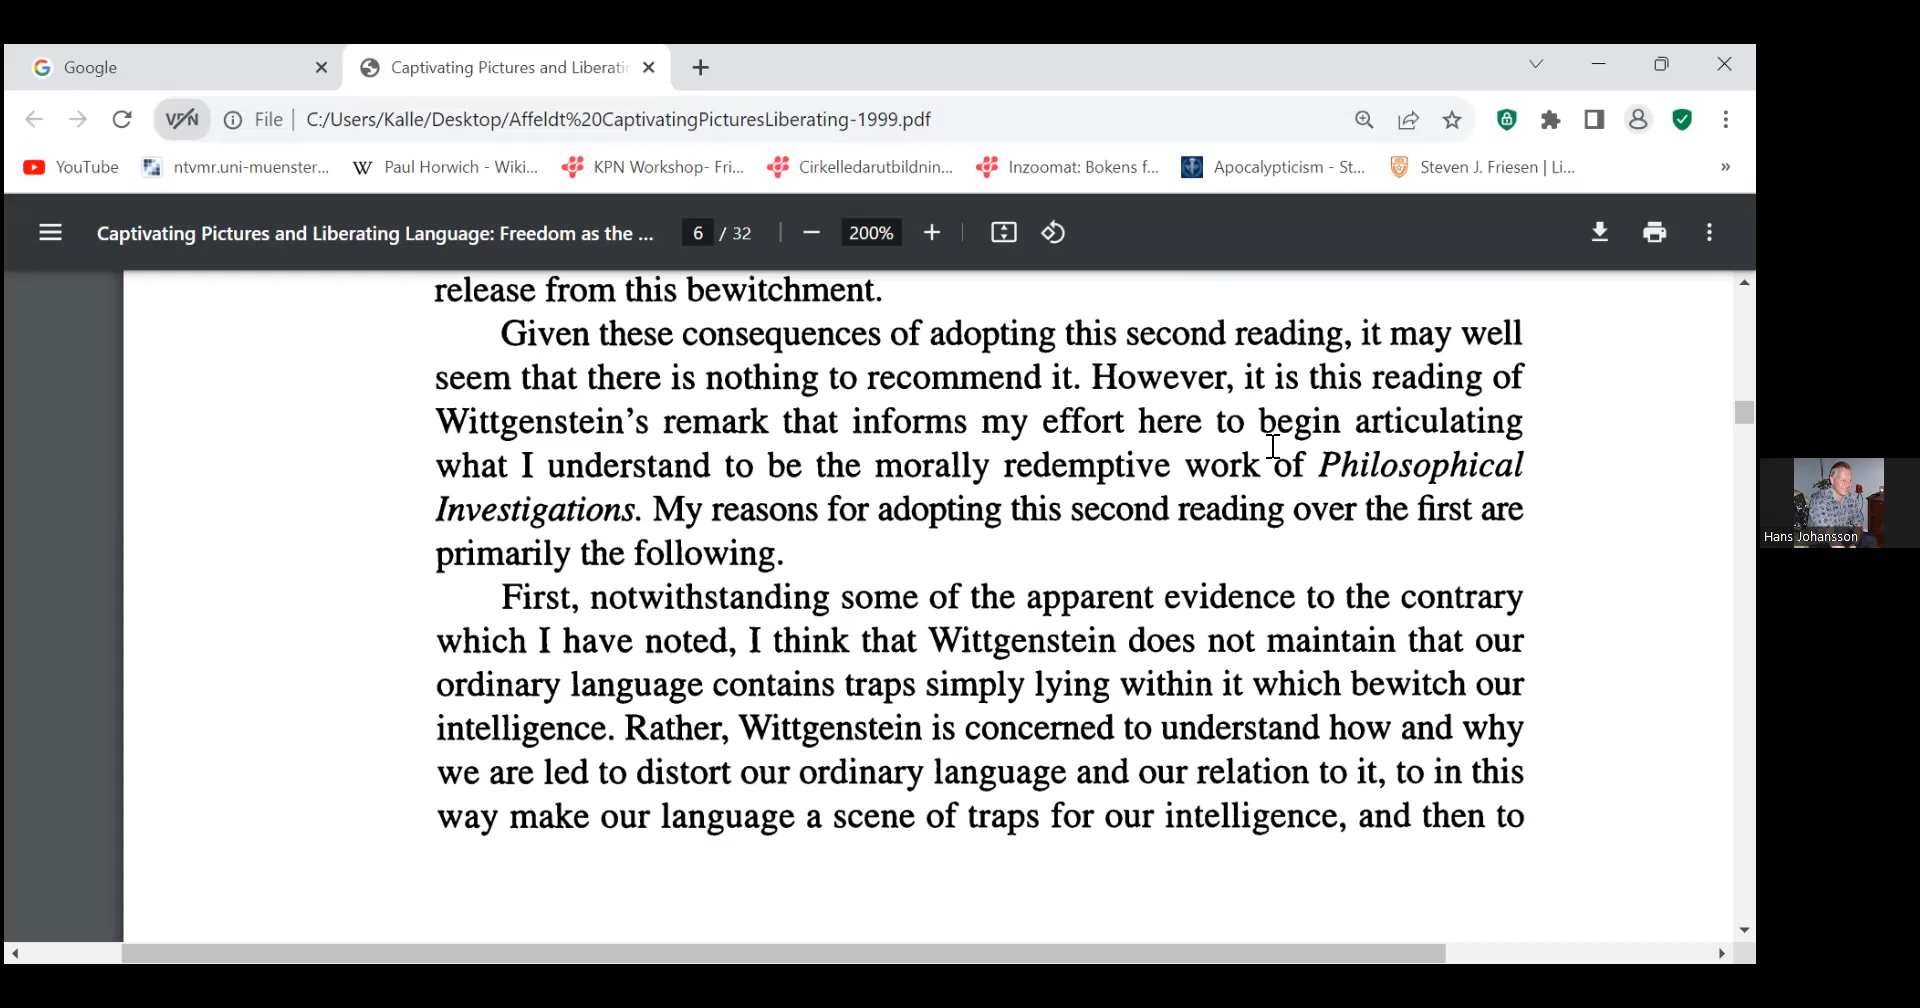 Google
Captivating Pictures and Liberatin
VPN
File
C:/Users/Kalle/Desktop/Affeldt%20CaptivatingPicturesLiberating-1999.pdf
YouTube
ntvmr.uni-muenster...
Paul Horwich - Wiki...
KPN Workshop- Fri...
Cirkelledarutbildnin...
Inzoomat: Bokens f...
Apocalypticism - St...
Steven J. Friesen | Li...
»
Captivating Pictures and Liberating Language: Freedom as the ...
6 / 32
200%
release from this bewitchment.
Given these consequences of adopting this second reading, it may well
seem that there is nothing to recommend it. However, it is this reading of
Wittgenstein’s remark that informs my effort here to begin articulating
what I understand to be the morally redemptive work of Philosophical
Investigations. My reasons for adopting this second reading over the first are
primarily the following.
First, notwithstanding some of the apparent evidence to the contrary
which I have noted, I think that Wittgenstein does not maintain that our
ordinary language contains traps simply lying within it which bewitch our
intelligence. Rather, Wittgenstein is concerned to understand how and why
we are led to distort our ordinary language and our relation to it, to in this
way make our language a scene of traps for our intelligence, and then to
Hans Johansson